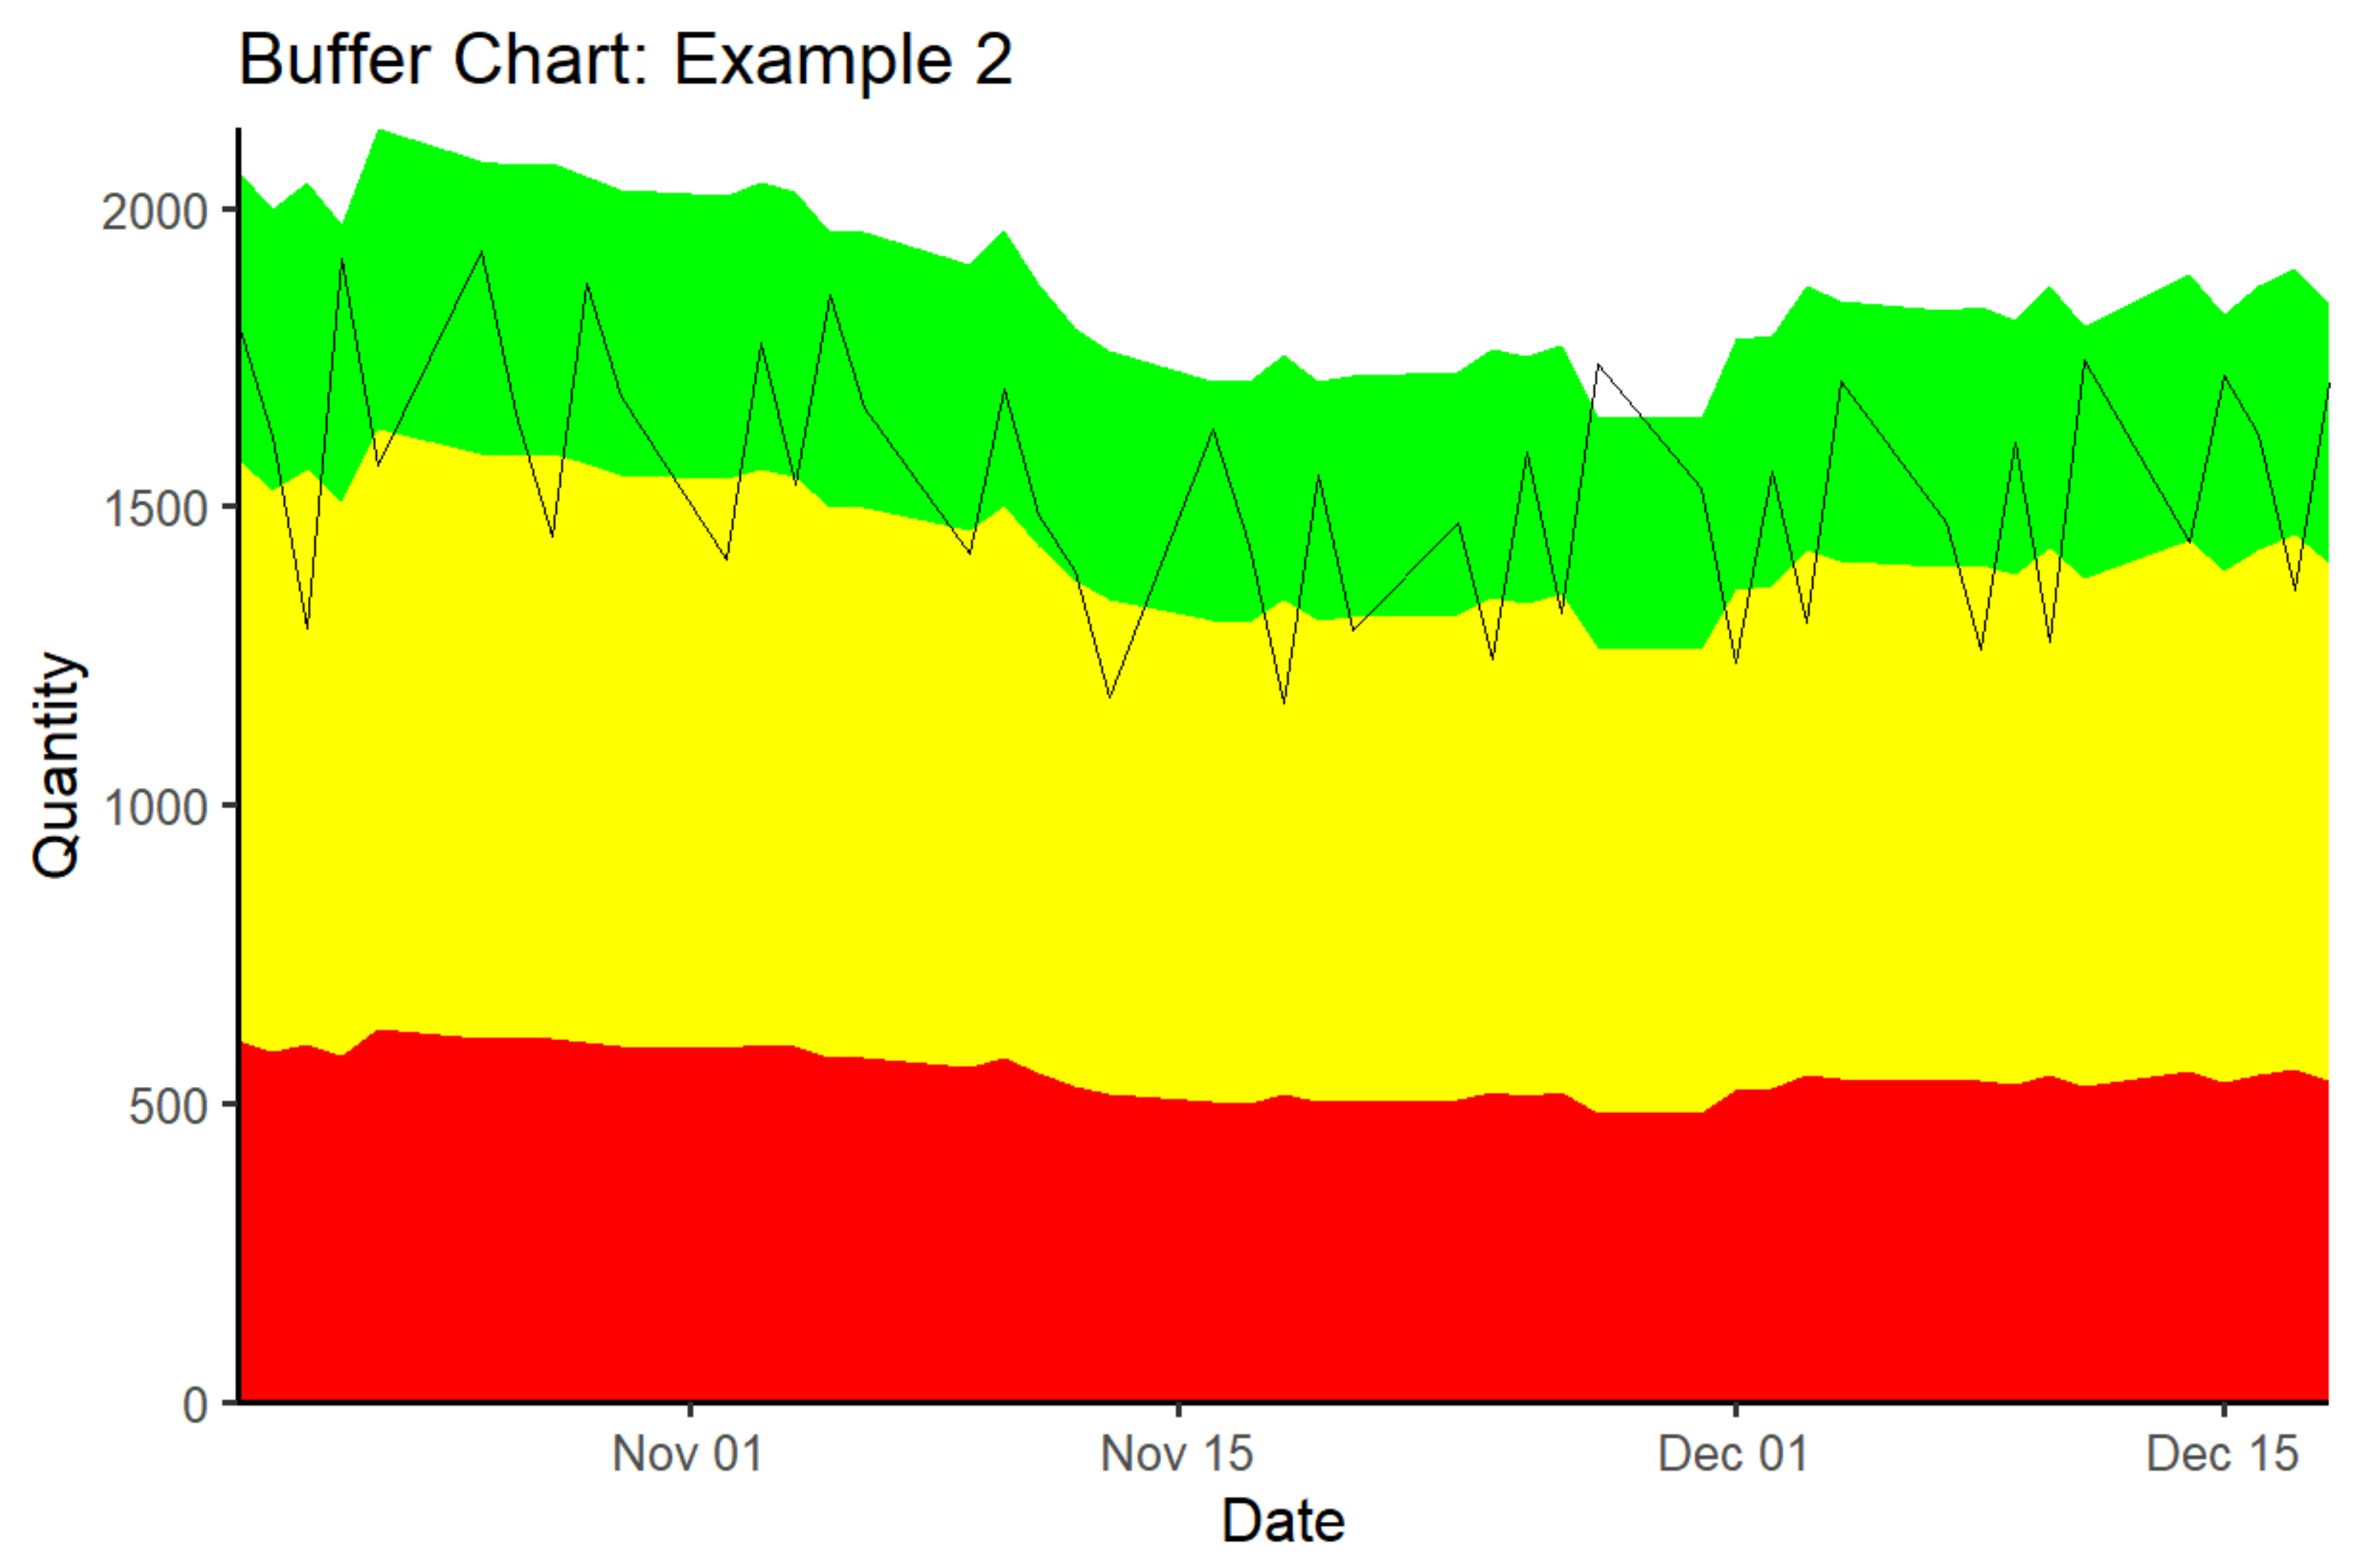 Buffer Chart: Example 2
2000
1500
1000
500
0
Quantity
Nov 01
Nov 15
Dec 01
Dec 15
Date